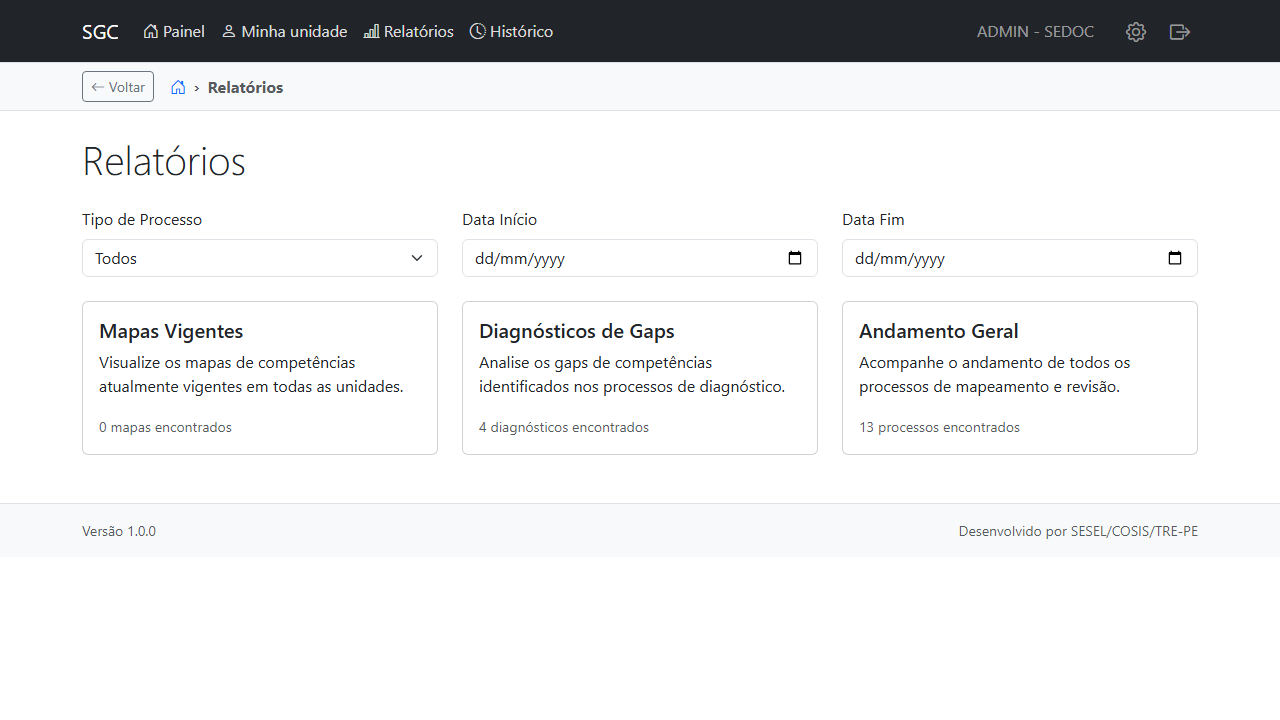 SGC Painel Minha unidade Relatórios Histórico ADMIN - SEDOC
Voltar › Relatórios
Relatórios
Tipo de Processo
Todos
Data Início
dd/mm/yyyy
Data Fim
dd/mm/yyyy
Mapas Vigentes
Visualize os mapas de competências
atualmente vigentes em todas as unidades.
0 mapas encontrados
Diagnósticos de Gaps
Analise os gaps de competências
identificados nos processos de diagnóstico.
4 diagnósticos encontrados
Andamento Geral
Acompanhe o andamento de todos os
processos de mapeamento e revisão.
13 processos encontrados
Versão 1.0.0
Desenvolvido por SESEL/COSIS/TRE-PE